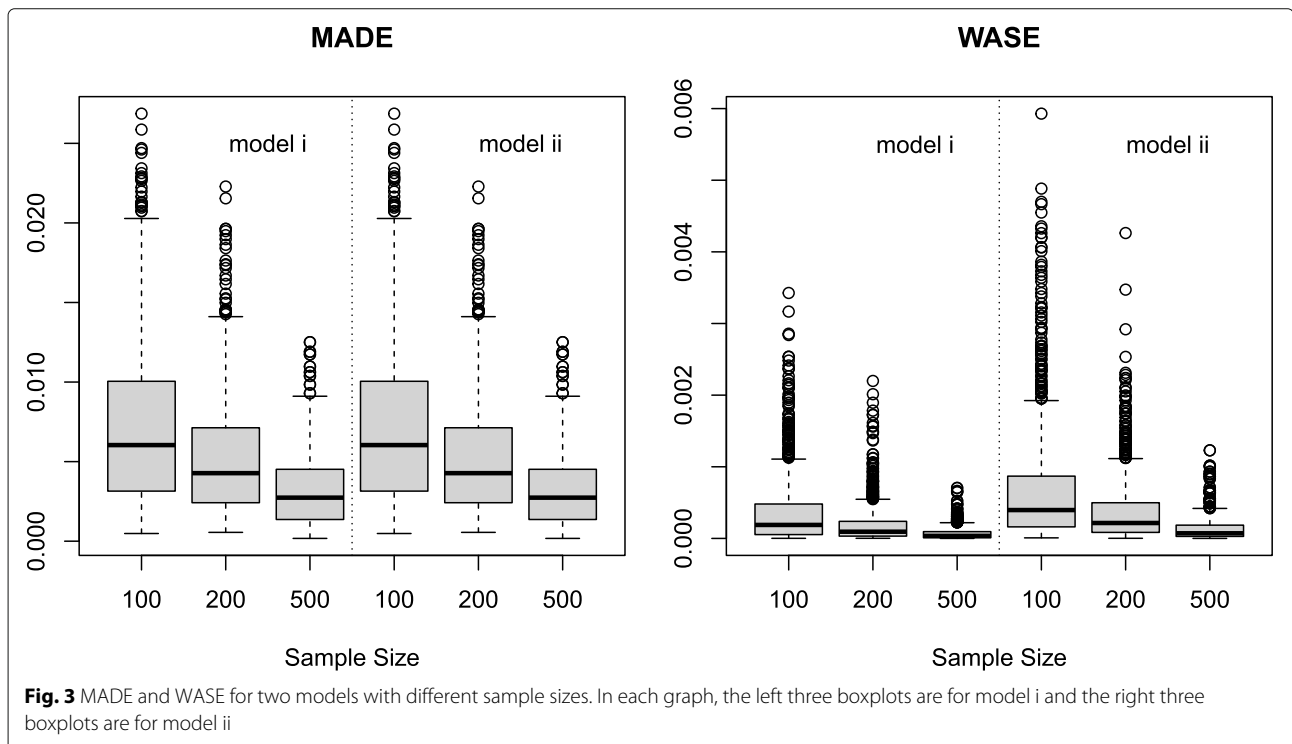 MADE
WASE
model i
model ii
0.000
0.010
0.020
100
200
500
100
200
500
Sample Size
model i
model ii
0.000
0.002
0.004
0.006
100
200
500
100
200
500
Sample Size
Fig. 3 MADE and WASE for two models with different sample sizes. In each graph, the left three boxplots are for model i and the right three
boxplots are for model ii